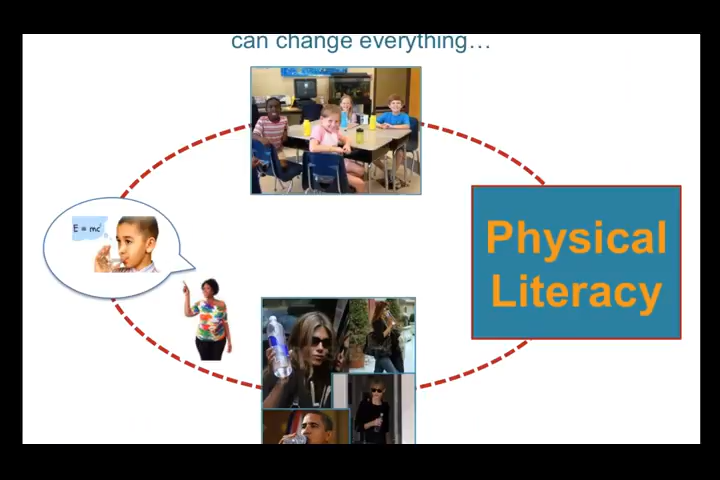 can change everything…
E = mc²
Physical
Literacy